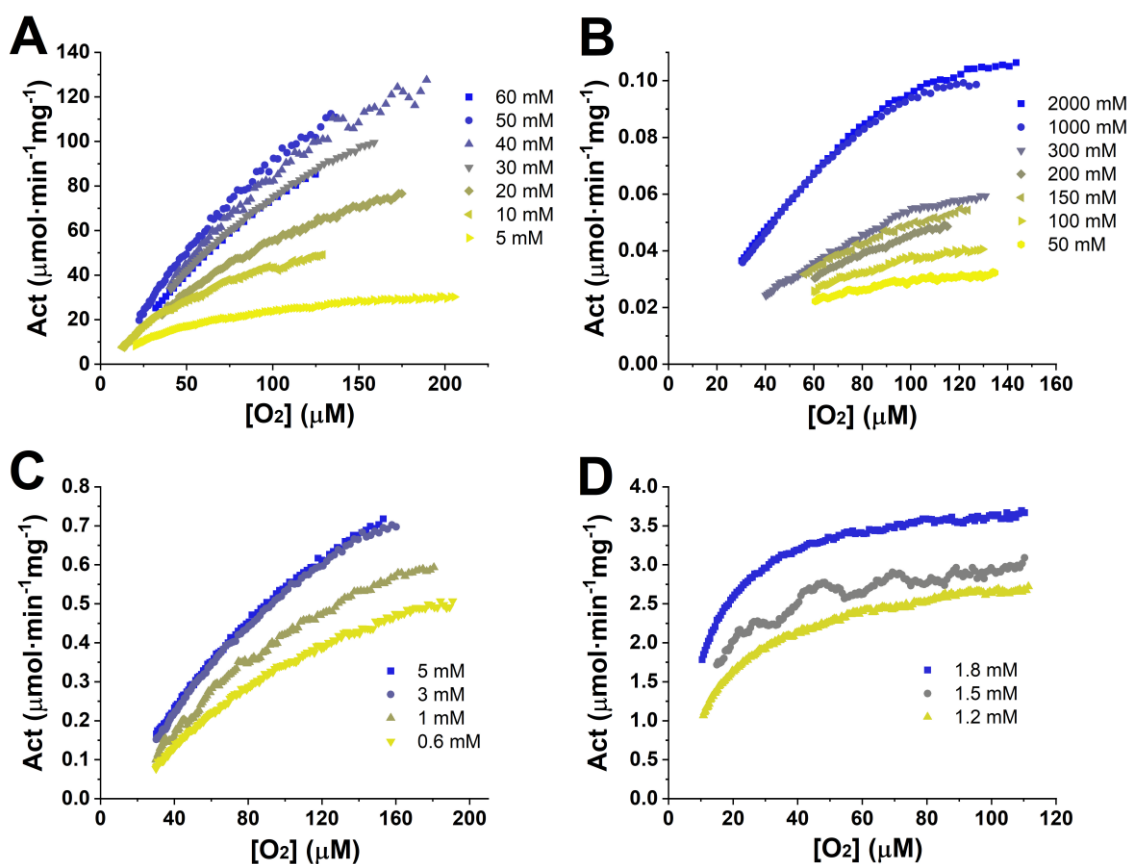 A
Act (μmol·min⁻¹mg⁻¹)
140
120
100
80
60
40
20
0
0 50 100 150 200
[O₂] (μM)
60 mM
50 mM
40 mM
30 mM
20 mM
10 mM
5 mM
B
Act (μmol·min⁻¹mg⁻¹)
0.10
0.08
0.06
0.04
0.02
0.00
0 20 40 60 80 100 120 140 160
[O₂] (μM)
2000 mM
1000 mM
300 mM
200 mM
150 mM
100 mM
50 mM
C
Act (μmol·min⁻¹mg⁻¹)
0.8
0.7
0.6
0.5
0.4
0.3
0.2
0.1
0.0
40 80 120 160 200
[O₂] (μM)
5 mM
3 mM
1 mM
0.6 mM
D
Act (μmol·min⁻¹mg⁻¹)
4.0
3.5
3.0
2.5
2.0
1.5
1.0
0.5
0.0
0 20 40 60 80 100 120
[O₂] (μM)
1.8 mM
1.5 mM
1.2 mM